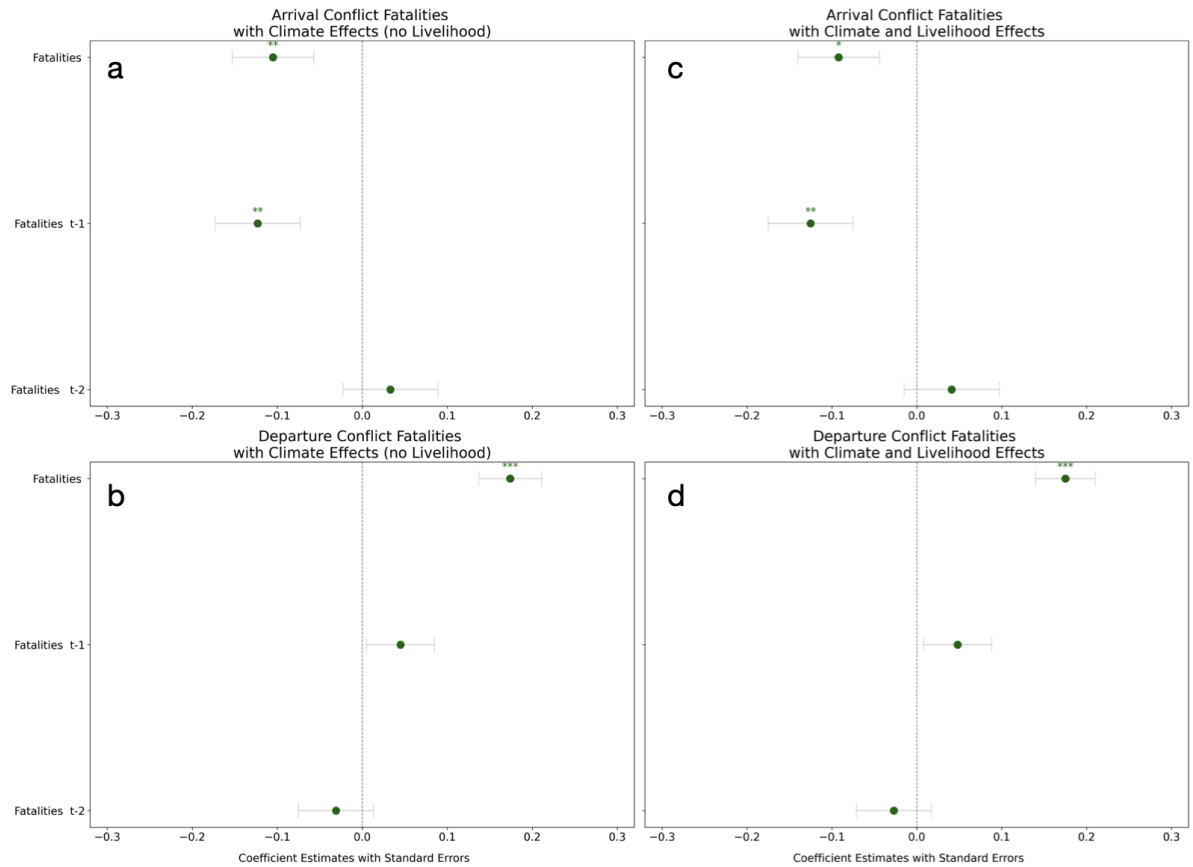 Arrival Conflict Fatalities
with Climate Effects (no Livelihood)
a
Fatalities
**
Fatalities t-1
**
Fatalities t-2
−0.3 −0.2 −0.1 0.0 0.1 0.2 0.3
Arrival Conflict Fatalities
with Climate and Livelihood Effects
c
*
**
−0.3 −0.2 −0.1 0.0 0.1 0.2 0.3
Departure Conflict Fatalities
with Climate Effects (no Livelihood)
b
Fatalities
***
Fatalities t-1
Fatalities t-2
−0.3 −0.2 −0.1 0.0 0.1 0.2 0.3
Coefficient Estimates with Standard Errors
Departure Conflict Fatalities
with Climate and Livelihood Effects
d
***
−0.3 −0.2 −0.1 0.0 0.1 0.2 0.3
Coefficient Estimates with Standard Errors